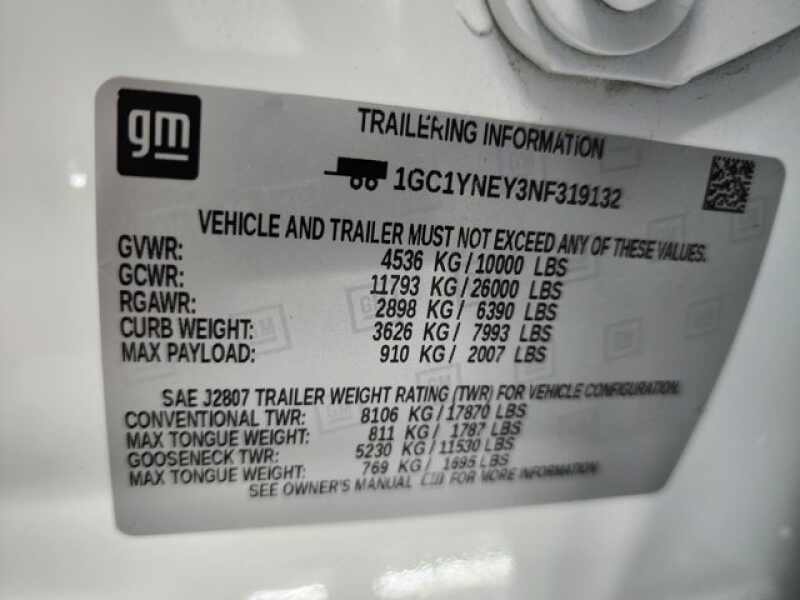 gm
TRAILERING INFORMATION
1GC1YNEY3NF319132
VEHICLE AND TRAILER MUST NOT EXCEED ANY OF THESE VALUES.
GVWR: 4536 KG / 10000 LBS
GCWR: 11793 KG / 26000 LBS
RGAWR: 2898 KG / 6390 LBS
CURB WEIGHT: 3626 KG / 7993 LBS
MAX PAYLOAD: 910 KG / 2007 LBS
SAE J2807 TRAILER WEIGHT RATING (TWR) FOR VEHICLE CONFIGURATION.
CONVENTIONAL TWR: 8106 KG / 17870 LBS
MAX TONGUE WEIGHT: 811 KG / 1787 LBS
GOOSENECK TWR: 5230 KG / 11530 LBS
MAX TONGUE WEIGHT: 769 KG / 1695 LBS
SEE OWNER'S MANUAL FOR MORE INFORMATION